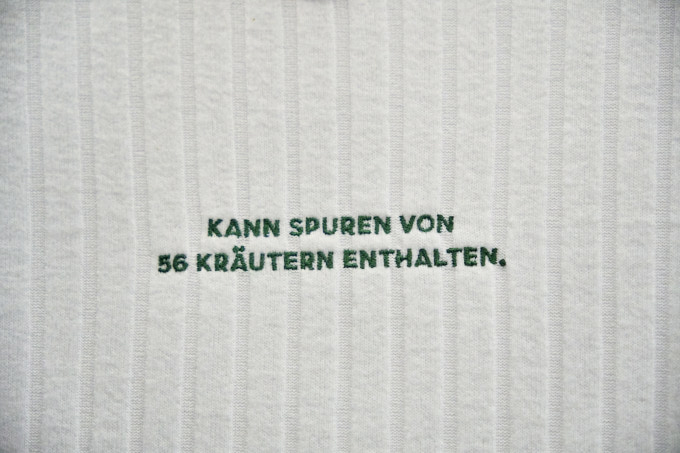 KANN SPUREN VON
56 KRÄUTERN ENTHALTEN.